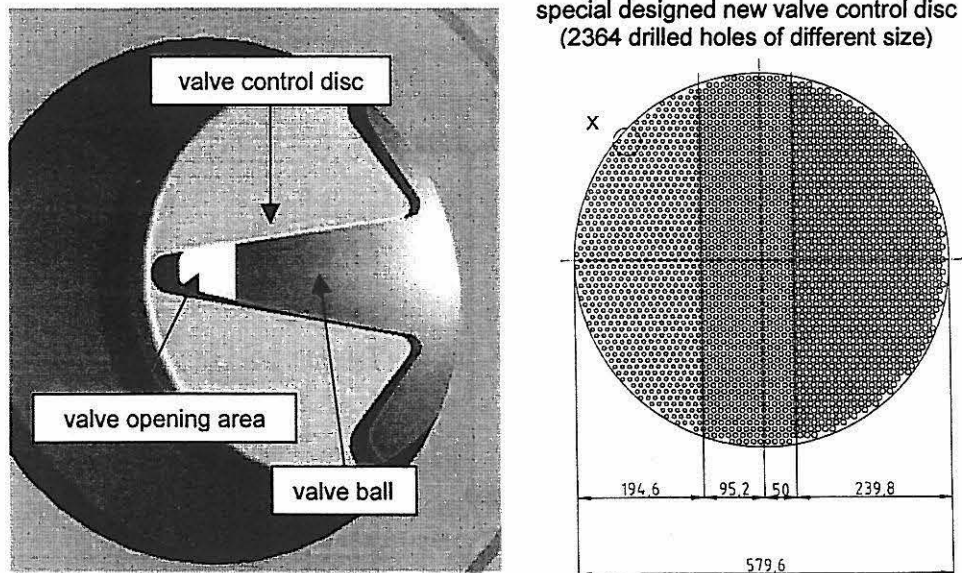 valve control disc
valve opening area
valve ball
special designed new valve control disc
(2364 drilled holes of different size)
X
194.6
95.2
50
239.8
579.6